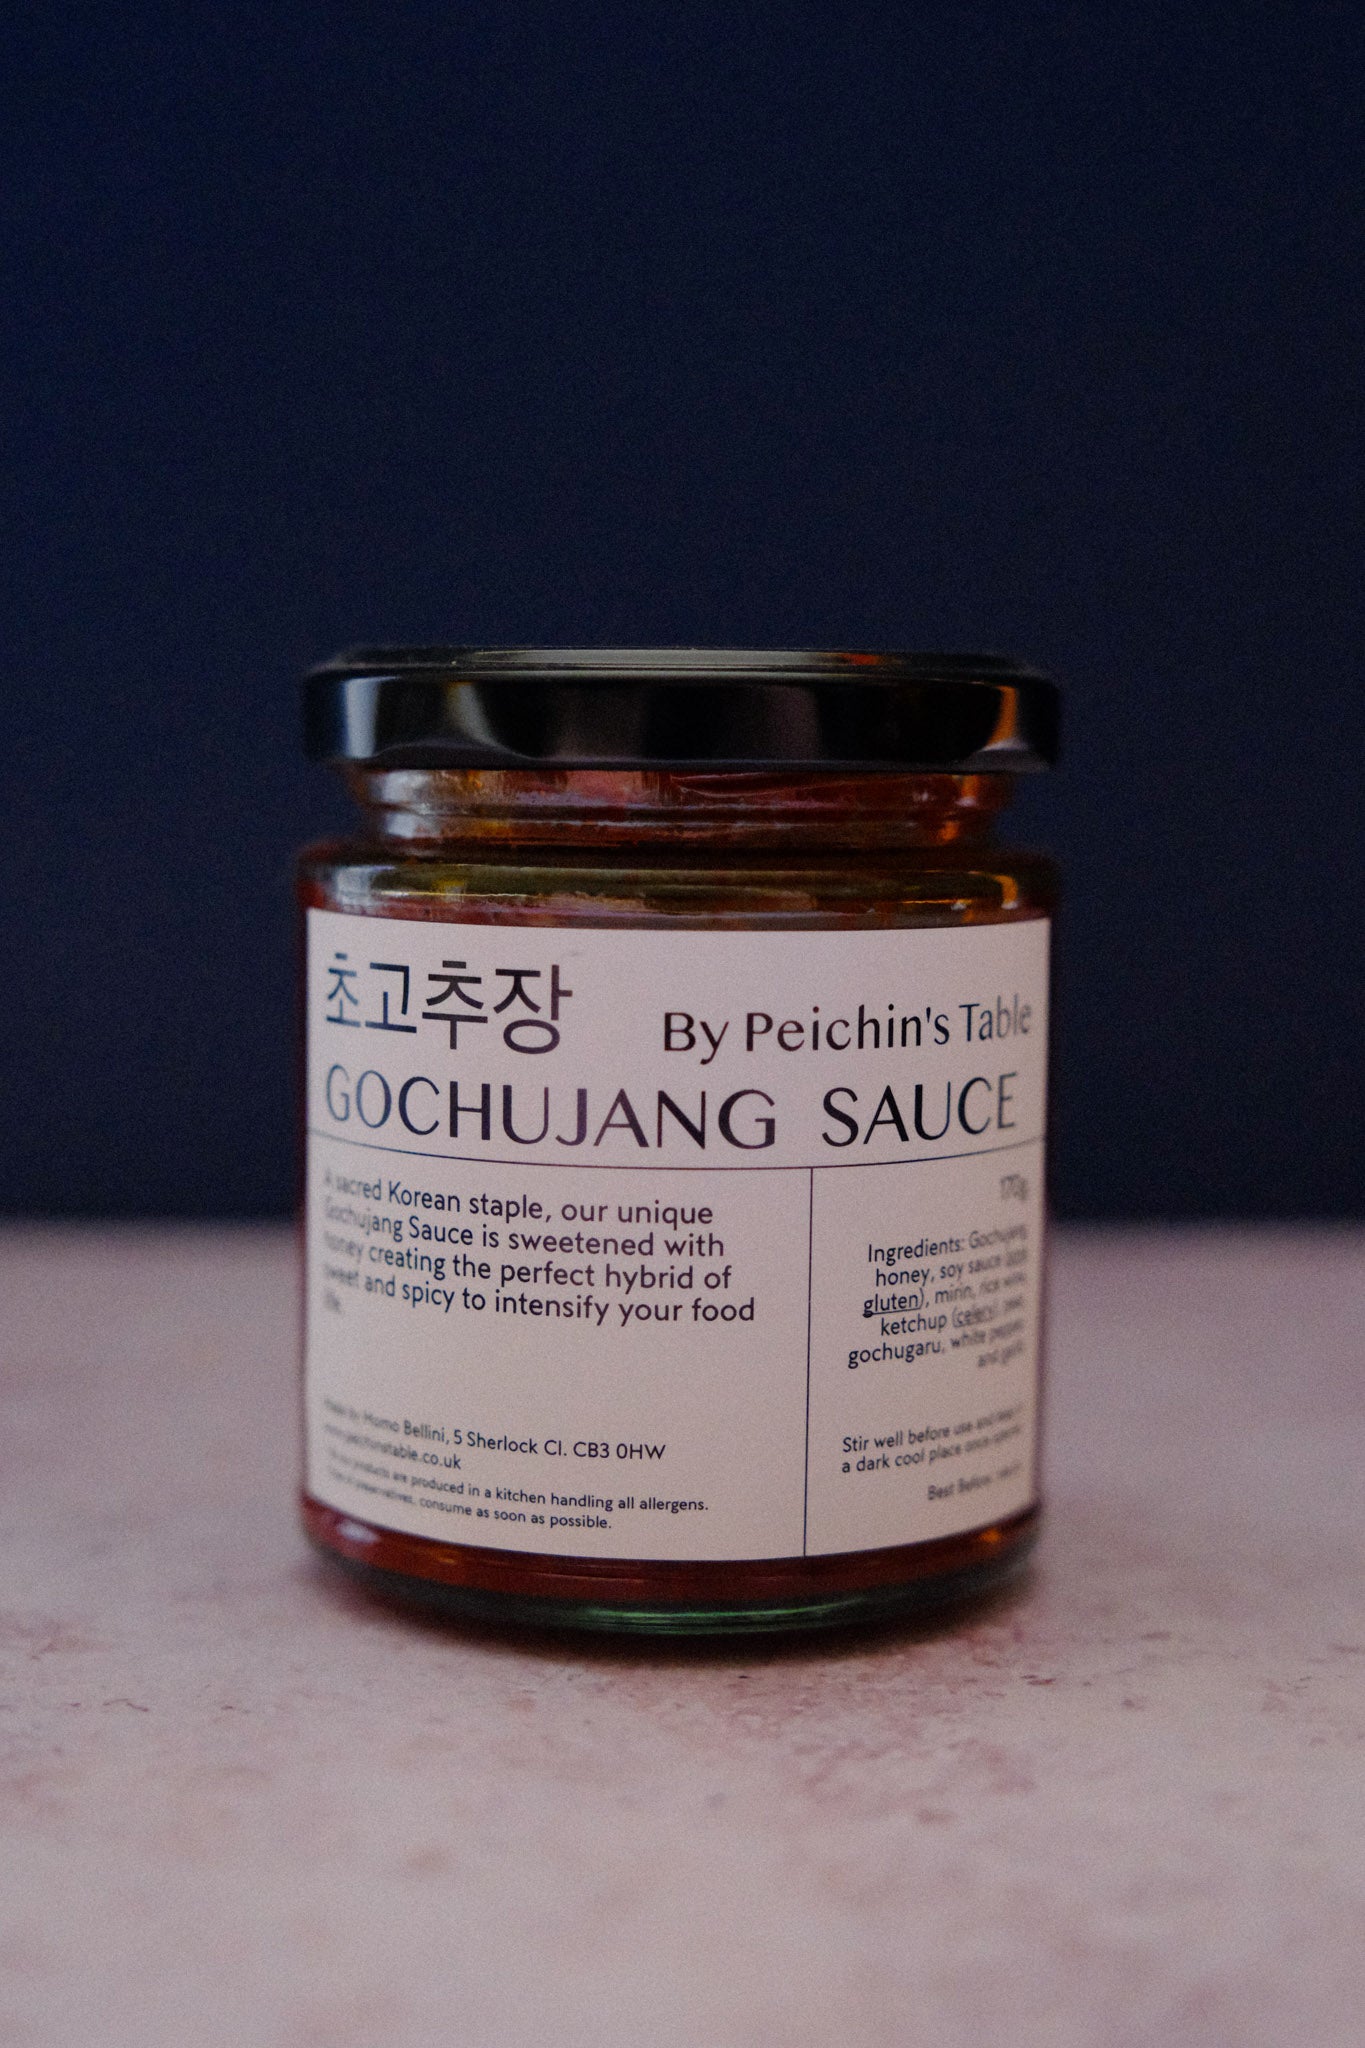 초고추장
By Peichin's Table
GOCHUJANG SAUCE
A sacred Korean staple, our unique
Gochujang Sauce is sweetened with
honey creating the perfect hybrid of
sweet and spicy to intensify your food
170g
Ingredients: Gochujang,
honey, soy sauce
gluten), mirin, rice wine,
ketchup (celery),
gochugaru, white pepper
and garlic
Momo Bellini, 5 Sherlock Cl. CB3 0HW
www.peichinstable.co.uk
products are produced in a kitchen handling all allergens.
preservatives, consume as soon as possible.
Stir well before use and keep in
a dark cool place once opened
Best Before: